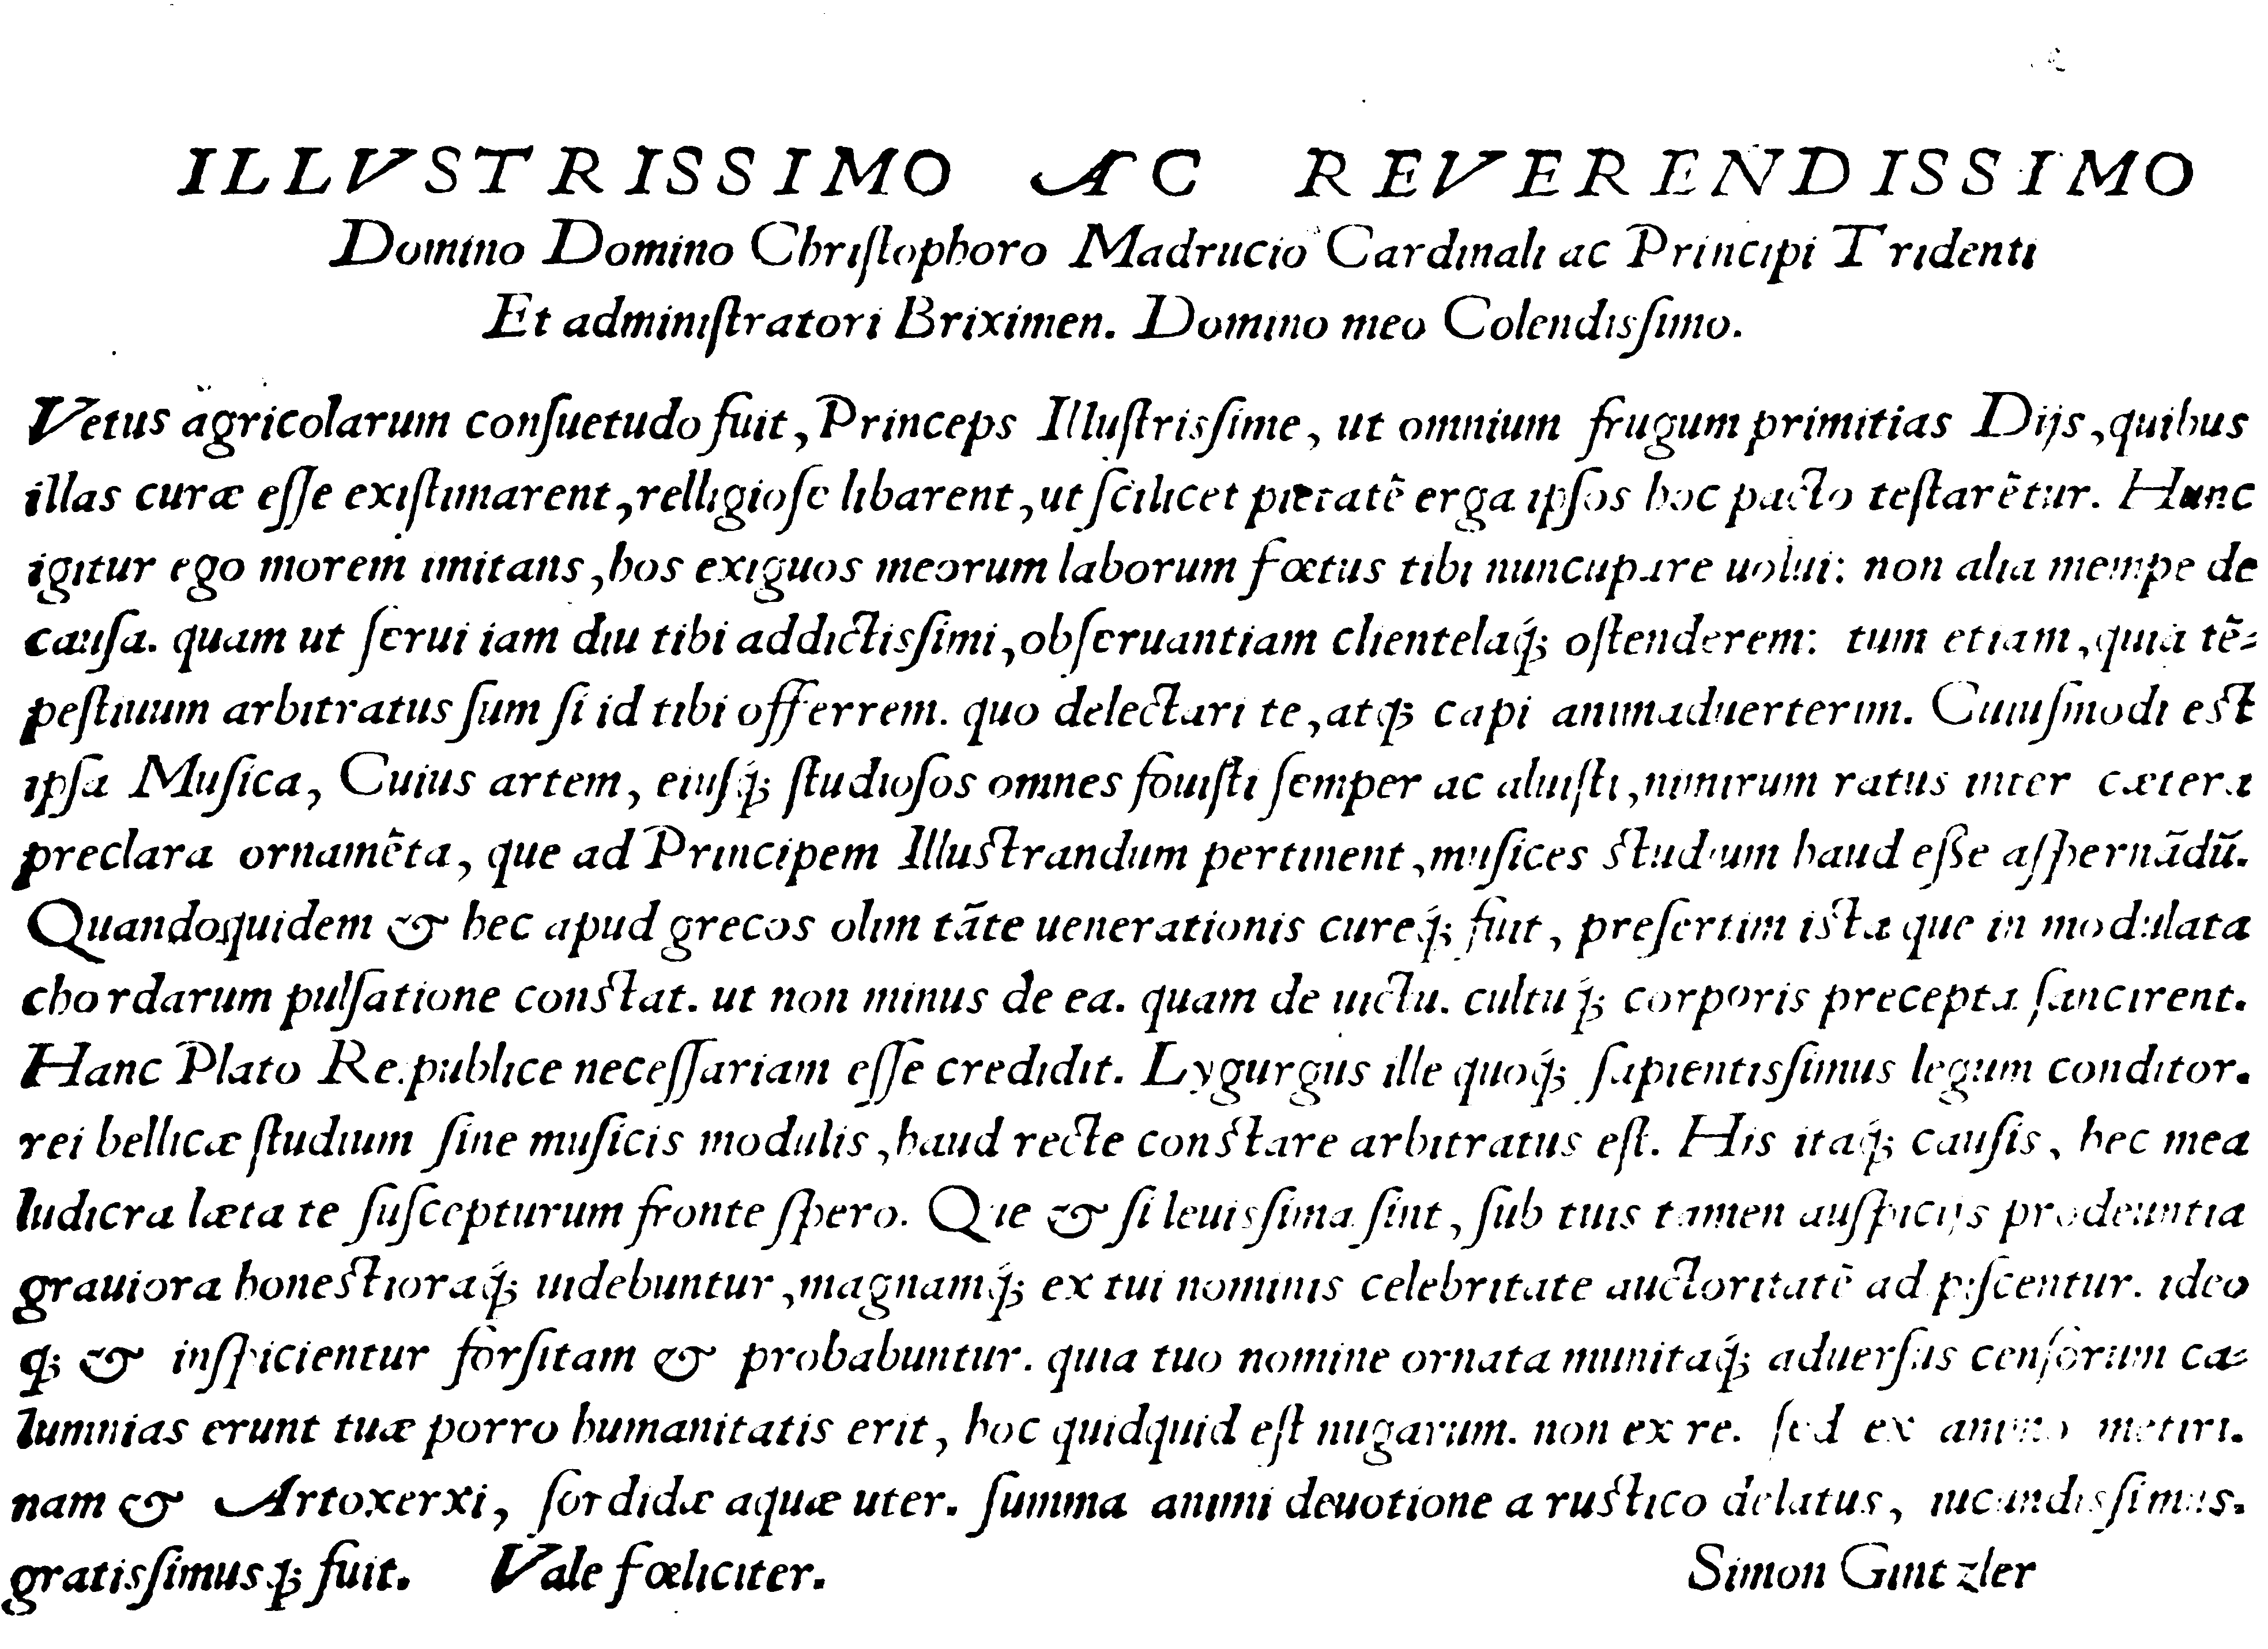 ILLVSTRISSIMO AC REVERENDISSIMO
Domino Domino Chriſtophoro Madrucio Cardinali ac Principi Tridenti
Et adminiſtratori Briximen. Domino meo Colendisſimo.
Vetus agricolarum conſuetudo fuit, Princeps Illuſtrisſime, ut omnium frugum primitias Dijs, quibus
illas curæ eſſe exiſtimarent, relligioſe libarent, ut ſcilicet pietatē erga ipſos hoc pacto teſtarētur. Hunc
igitur ego morem imitans, hos exiguos meorum laborum fœtus tibi nuncupare uolui: non alia mempe de
cauſa. quam ut ſerui iam diu tibi addictisſimi, obſeruantiam clientelaq́; oſtenderem: tum etiam, quia tē=
peſtiuum arbitratus ſum ſi id tibi offerrem. quo delectari te, atq; capi animaduerterim. Cuiuſmodi est
ipſa Muſica, Cuius artem, eiuſq́; ſtudioſos omnes fouiſti ſemper ac aluiſti, nimirum ratus inter cætera
preclara ornamēta, que ad Principem Illustrandum pertinent, muſices studium haud eſse aſpernādū.
Quandoquidem & hec apud grecos olim tāte uenerationis cureq́; fuit, preſertim ista que in modulata
chordarum pulſatione constat. ut non minus de ea. quam de uictu. cultuq́; corporis precepta ſancirent.
Hanc Plato Re.publice neceſſariam eſſe credidit. Lygurgus ille quoq́; ſapientisſimus legum conditor.
rei bellicæ ſtudium ſine muſicis modulis, haud recte constare arbitratus eſt. His itaq́; cauſis, hec mea
ludicra læta te ſuſcepturum fronte ſpero. Que & ſi leuisſima ſint, ſub tuis tamen auſpicijs prodeuntia
grauiora honestioraq́; uidebuntur, magnamq́; ex tui nominis celebritate auctoritatē ad piſcentur. ideo
q; & inſpicientur forſitam & probabuntur. quia tuo nomine ornata munitaq́; aduerſus cenſorum ca=
lumnias erunt tuæ porro humanitatis erit, hoc quidquid eſt nugarum. non ex re. ſed ex animo metiri.
nam & Artoxerxi, ſordidæ aquæ uter. ſumma animi deuotione a rustico delatus, iucundisſimus.
gratisſimusq; fuit. Vale fœliciter. Simon Gintzler